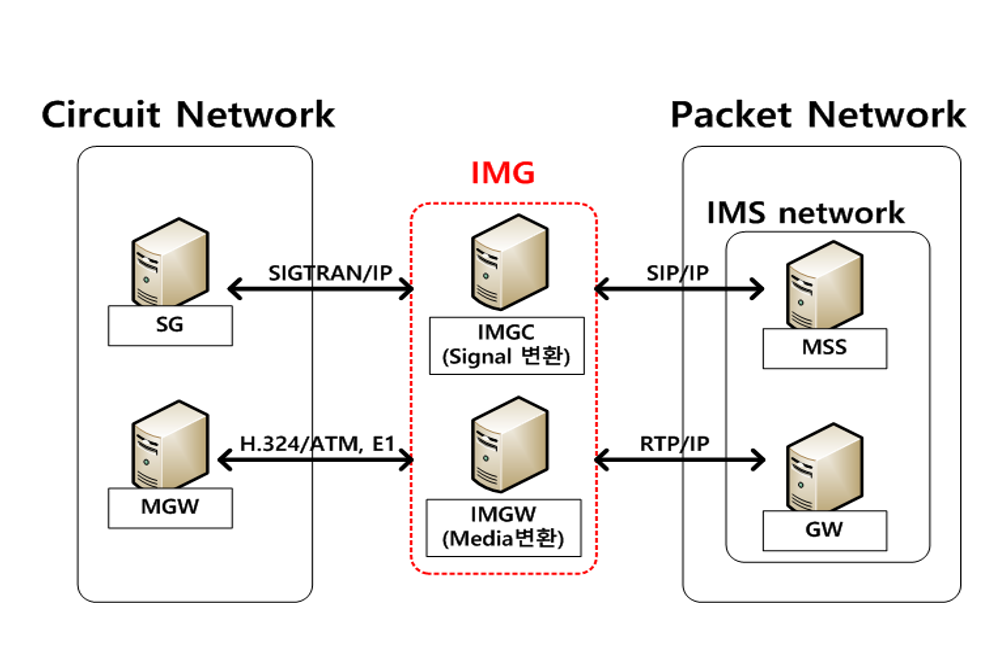 Circuit Network
Packet Network
IMG
IMS network
SIGTRAN/IP
SIP/IP
SG
IMGC
(Signal 변환)
MSS
H.324/ATM, E1
RTP/IP
MGW
IMGW
(Media변환)
GW